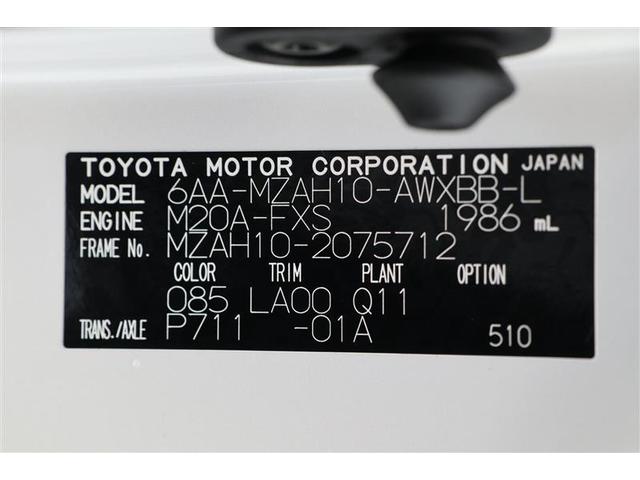 TOYOTA MOTOR CORPORATION JAPAN
MODEL 6AA-MZAH10-AWXBB-L
ENGINE M20A-FXS 1986 mL
FRAME No. MZAH10-2075712
COLOR TRIM PLANT OPTION
085 LA00 Q11
TRANS./AXLE P711 -01A 510